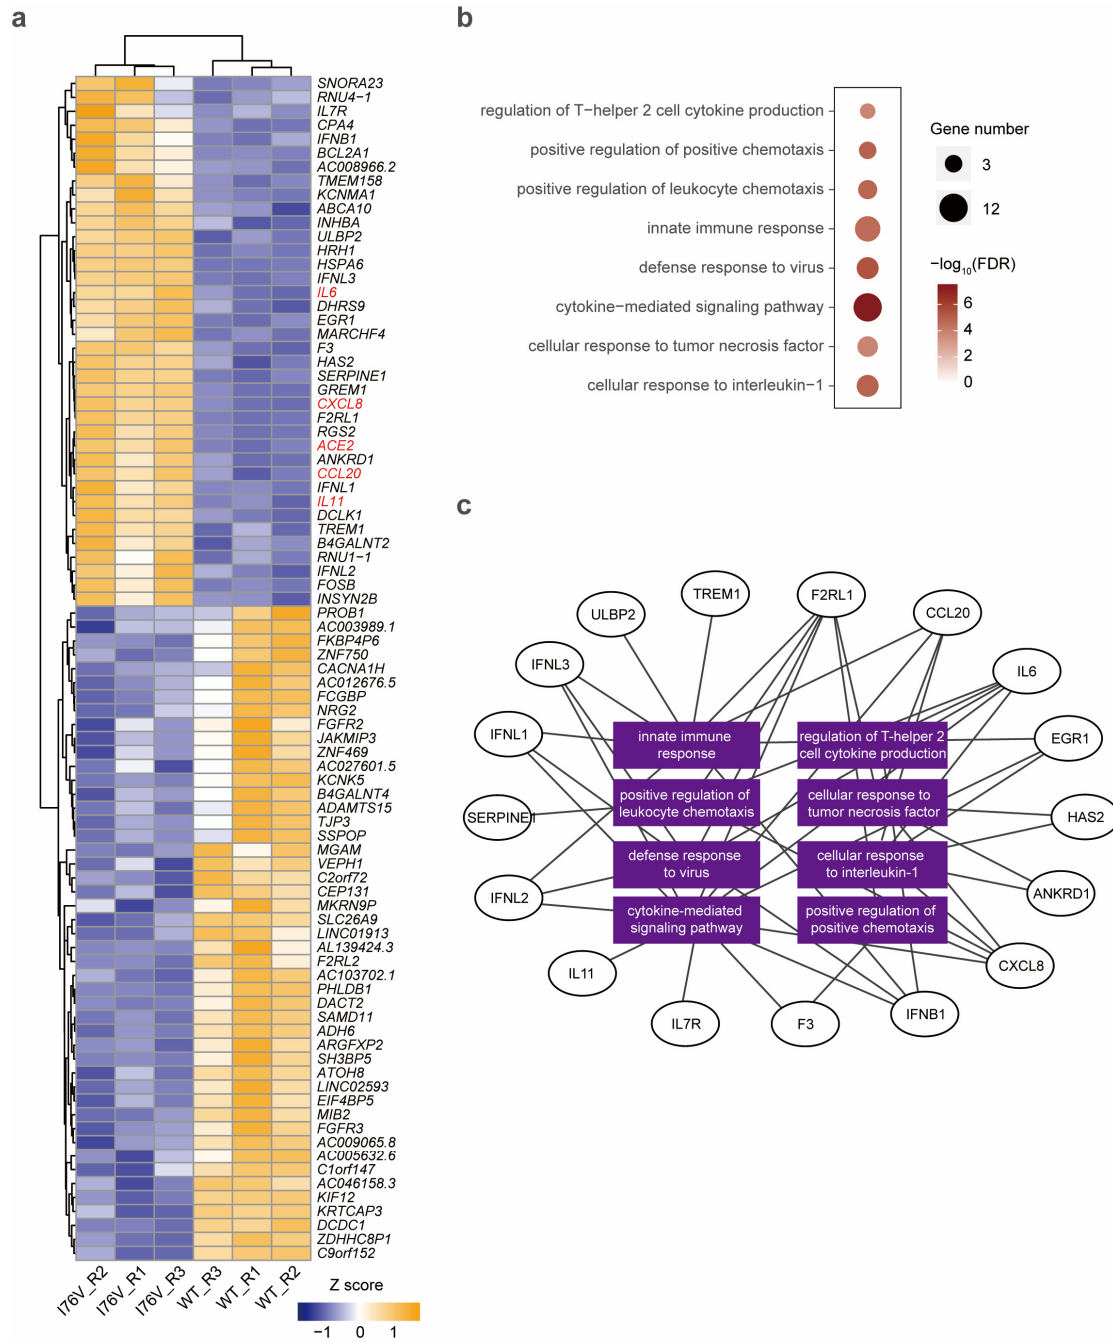 a
SNORA23
RNU4−1
IL7R
CPA4
IFNB1
BCL2A1
AC008966.2
TMEM158
KCNMA1
ABCA10
INHBA
ULBP2
HRH1
HSPA6
IFNL3
IL6
DHRS9
EGR1
MARCHF4
F3
HAS2
SERPINE1
GREM1
CXCL8
F2RL1
RGS2
ACE2
ANKRD1
CCL20
IFNL1
IL11
DCLK1
TREM1
B4GALNT2
RNU1−1
IFNL2
FOSB
INSYN2B
PROB1
AC003989.1
FKBP4P6
ZNF750
CACNA1H
AC012676.5
FCGBP
NRG2
FGFR2
JAKMIP3
ZNF469
AC027601.5
KCNK5
B4GALNT4
ADAMTS15
TJP3
SSPOP
MGAM
VEPH1
C2orf72
CEP131
MKRN9P
SLC26A9
LINC01913
AL139424.3
F2RL2
AC103702.1
PHLDB1
DACT2
SAMD11
ADH6
ARGFXP2
SH3BP5
ATOH8
LINC02593
EIF4BP5
MIB2
FGFR3
AC009065.8
AC005632.6
C1orf147
AC046158.3
KIF12
KRTCAP3
DCDC1
ZDHHC8P1
C9orf152
I76V_R2
I76V_R1
I76V_R3
WT_R3
WT_R1
WT_R2
Z score
−1 0 1
b
regulation of T−helper 2 cell cytokine production
positive regulation of positive chemotaxis
positive regulation of leukocyte chemotaxis
innate immune response
defense response to virus
cytokine−mediated signaling pathway
cellular response to tumor necrosis factor
cellular response to interleukin−1
Gene number
3
12
−log10(FDR)
6
4
2
0
c
TREM1
F2RL1
ULBP2
CCL20
IFNL3
IL6
IFNL1
EGR1
SERPINE1
HAS2
IFNL2
ANKRD1
IL11
CXCL8
IL7R
F3
IFNB1
innate immune
response
regulation of T-helper 2
cell cytokine production
positive regulation of
leukocyte chemotaxis
cellular response to
tumor necrosis factor
defense response
to virus
cellular response
to interleukin-1
cytokine-mediated
signaling pathway
positive regulation of
positive chemotaxis